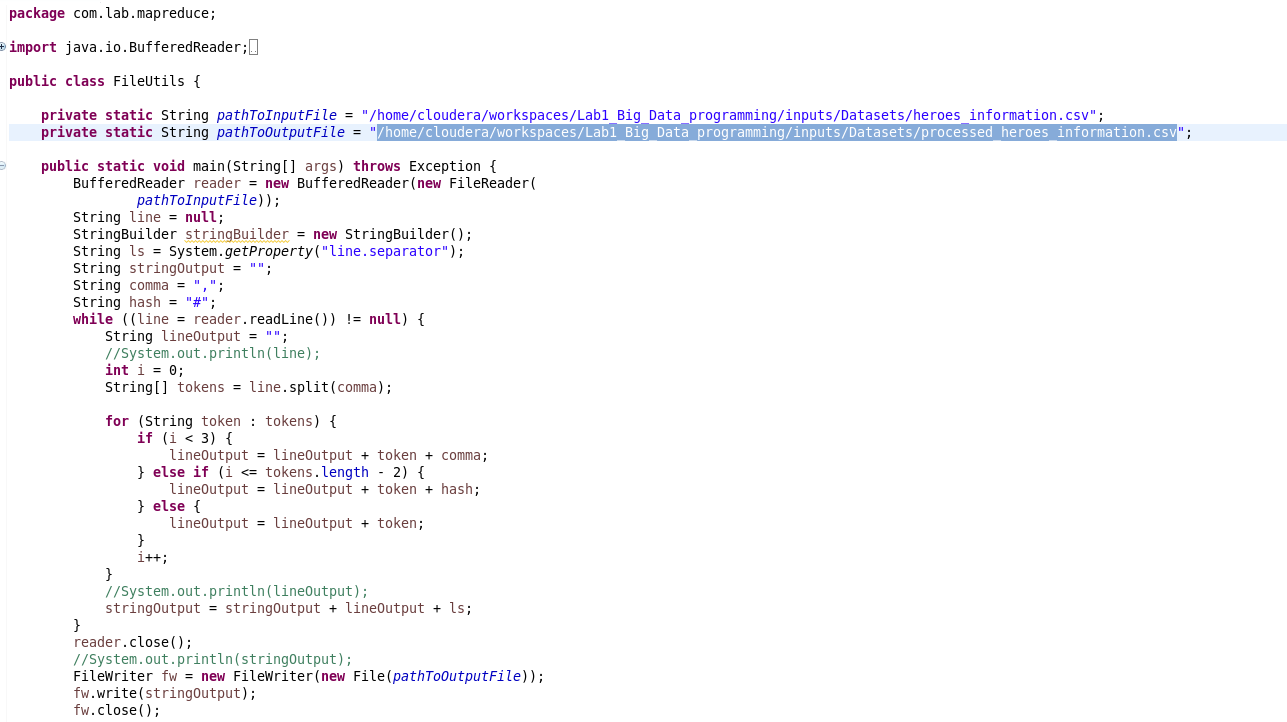 package com.lab.mapreduce;
import java.io.BufferedReader;
public class FileUtils {
private static String pathToInputFile = "/home/cloudera/workspaces/Lab1_Big_Data_programming/inputs/Datasets/heroes_information.csv";
private static String pathToOutputFile = "/home/cloudera/workspaces/Lab1_Big_Data_programming/inputs/Datasets/processed_heroes_information.csv";
public static void main(String[] args) throws Exception {
BufferedReader reader = new BufferedReader(new FileReader(
pathToInputFile));
String line = null;
StringBuilder stringBuilder = new StringBuilder();
String ls = System.getProperty("line.separator");
String stringOutput = "";
String comma = ",";
String hash = "#";
while ((line = reader.readLine()) != null) {
String lineOutput = "";
//System.out.println(line);
int i = 0;
String[] tokens = line.split(comma);
for (String token : tokens) {
if (i < 3) {
lineOutput = lineOutput + token + comma;
} else if (i <= tokens.length - 2) {
lineOutput = lineOutput + token + hash;
} else {
lineOutput = lineOutput + token;
}
i++;
}
//System.out.println(lineOutput);
stringOutput = stringOutput + lineOutput + ls;
}
reader.close();
//System.out.println(stringOutput);
FileWriter fw = new FileWriter(new File(pathToOutputFile));
fw.write(stringOutput);
fw.close();